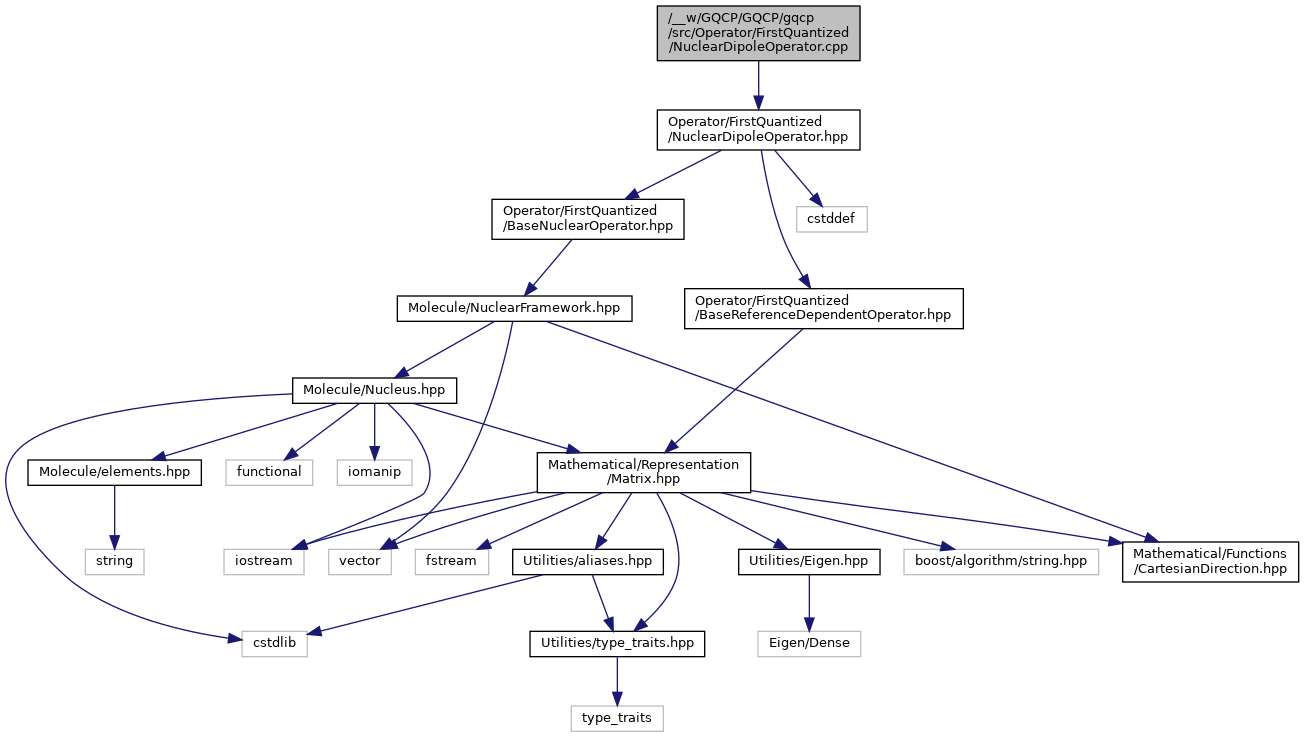 /__w/GQCP/GQCP/gqcp
/src/Operator/FirstQuantized
/NuclearDipoleOperator.cpp
Operator/FirstQuantized
/NuclearDipoleOperator.hpp
Operator/FirstQuantized
/BaseNuclearOperator.hpp
cstddef
Molecule/NuclearFramework.hpp
Operator/FirstQuantized
/BaseReferenceDependentOperator.hpp
Molecule/Nucleus.hpp
Molecule/elements.hpp
functional
iomanip
Mathematical/Representation
/Matrix.hpp
string
iostream
vector
fstream
Utilities/aliases.hpp
Utilities/Eigen.hpp
boost/algorithm/string.hpp
Mathematical/Functions
/CartesianDirection.hpp
cstdlib
Utilities/type_traits.hpp
Eigen/Dense
type_traits